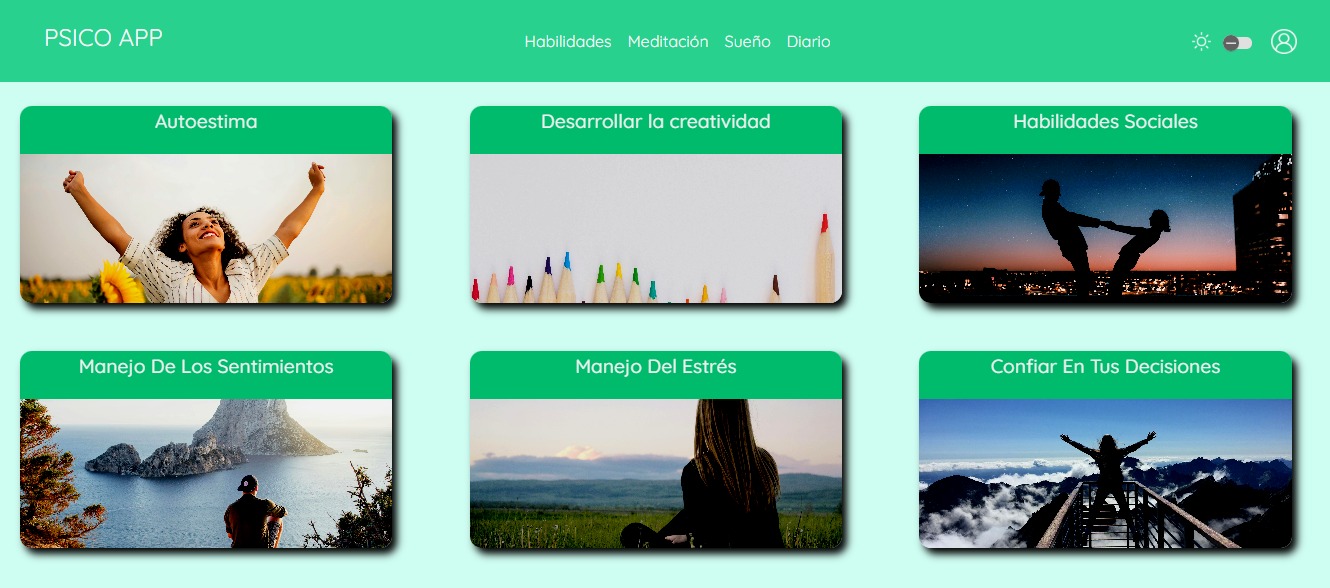 PSICO APP
Habilidades Meditación Sueño Diario
Autoestima
Desarrollar la creatividad
Habilidades Sociales
Manejo De Los Sentimientos
Manejo Del Estrés
Confiar En Tus Decisiones